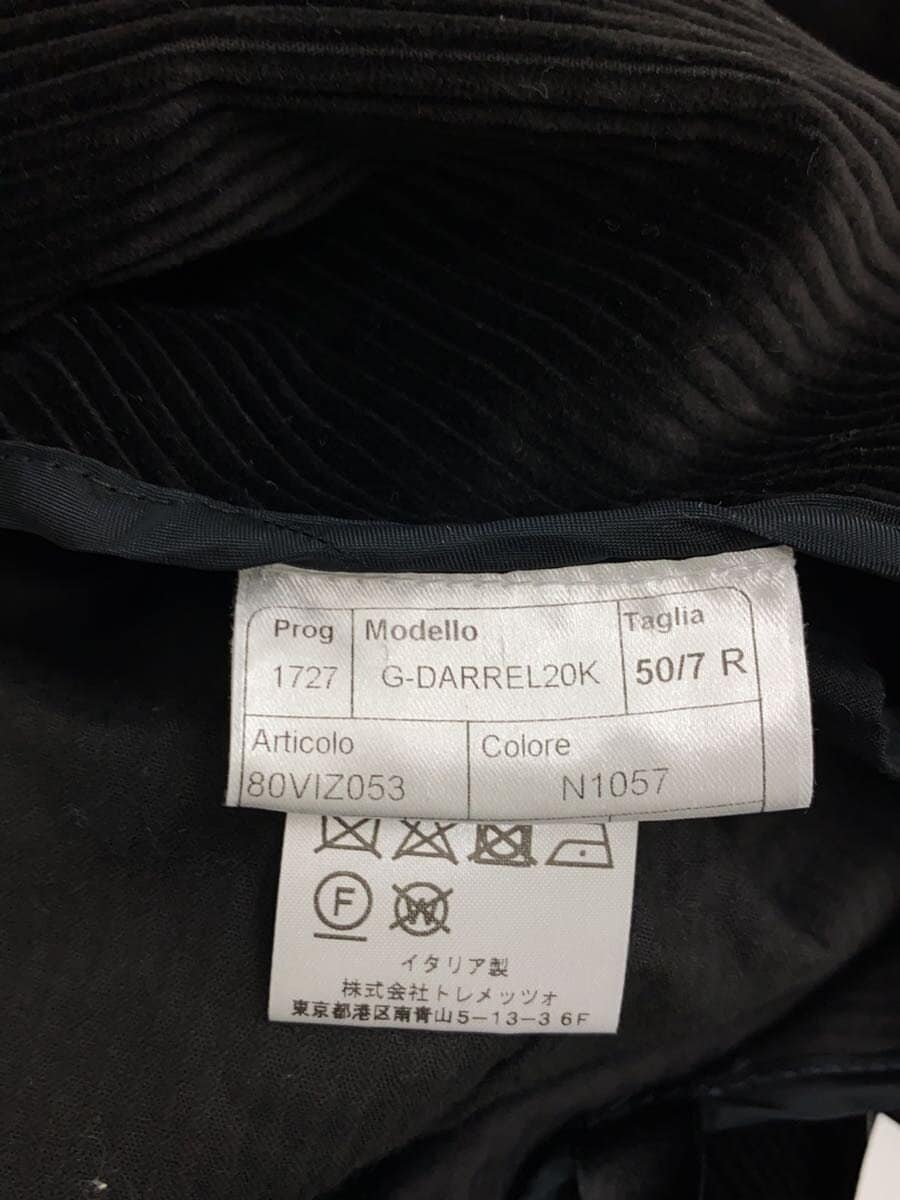 Prog Modello Taglia
1727 G-DARREL20K 50/7 R
Articolo Colore
80VIZ053 N1057
F W
イタリア製
株式会社トレメッツォ
東京都港区南青山5-13-3 6F